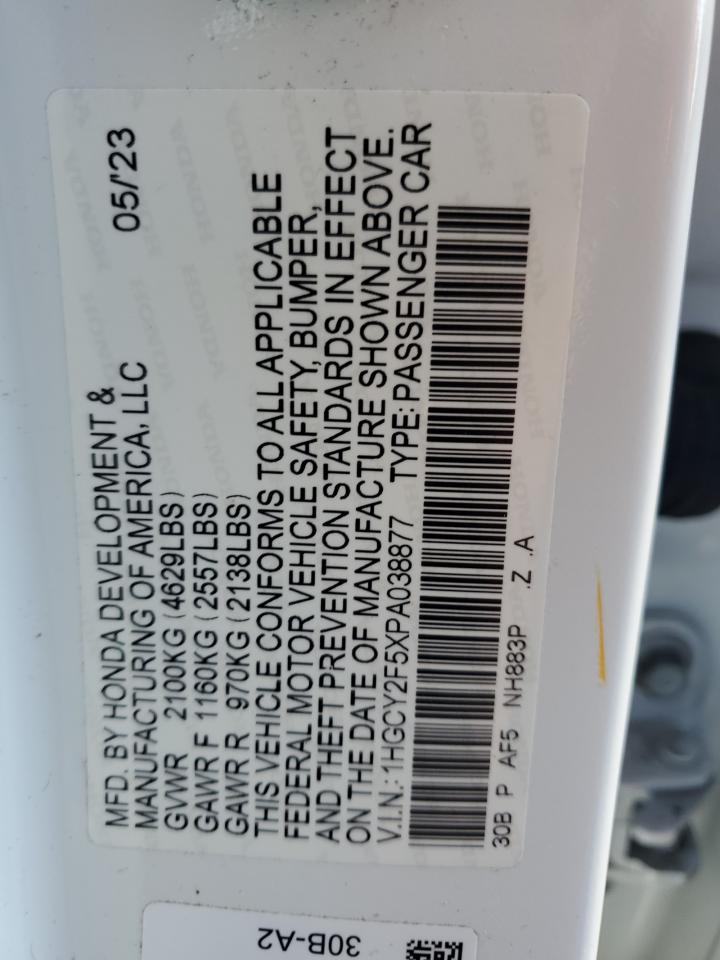 MFD. BY HONDA DEVELOPMENT & 05/'23
MANUFACTURING OF AMERICA, LLC
GVWR 2100KG (4629LBS)
GAWR F 1160KG (2557LBS)
GAWR R 970KG (2138LBS)
THIS VEHICLE CONFORMS TO ALL APPLICABLE
FEDERAL MOTOR VEHICLE SAFETY, BUMPER,
AND THEFT PREVENTION STANDARDS IN EFFECT
ON THE DATE OF MANUFACTURE SHOWN ABOVE.
V.I.N.: 1HGCY2F5XPA038877 TYPE: PASSENGER CAR
30B P AF5 NH883P .Z .A
30B-A2